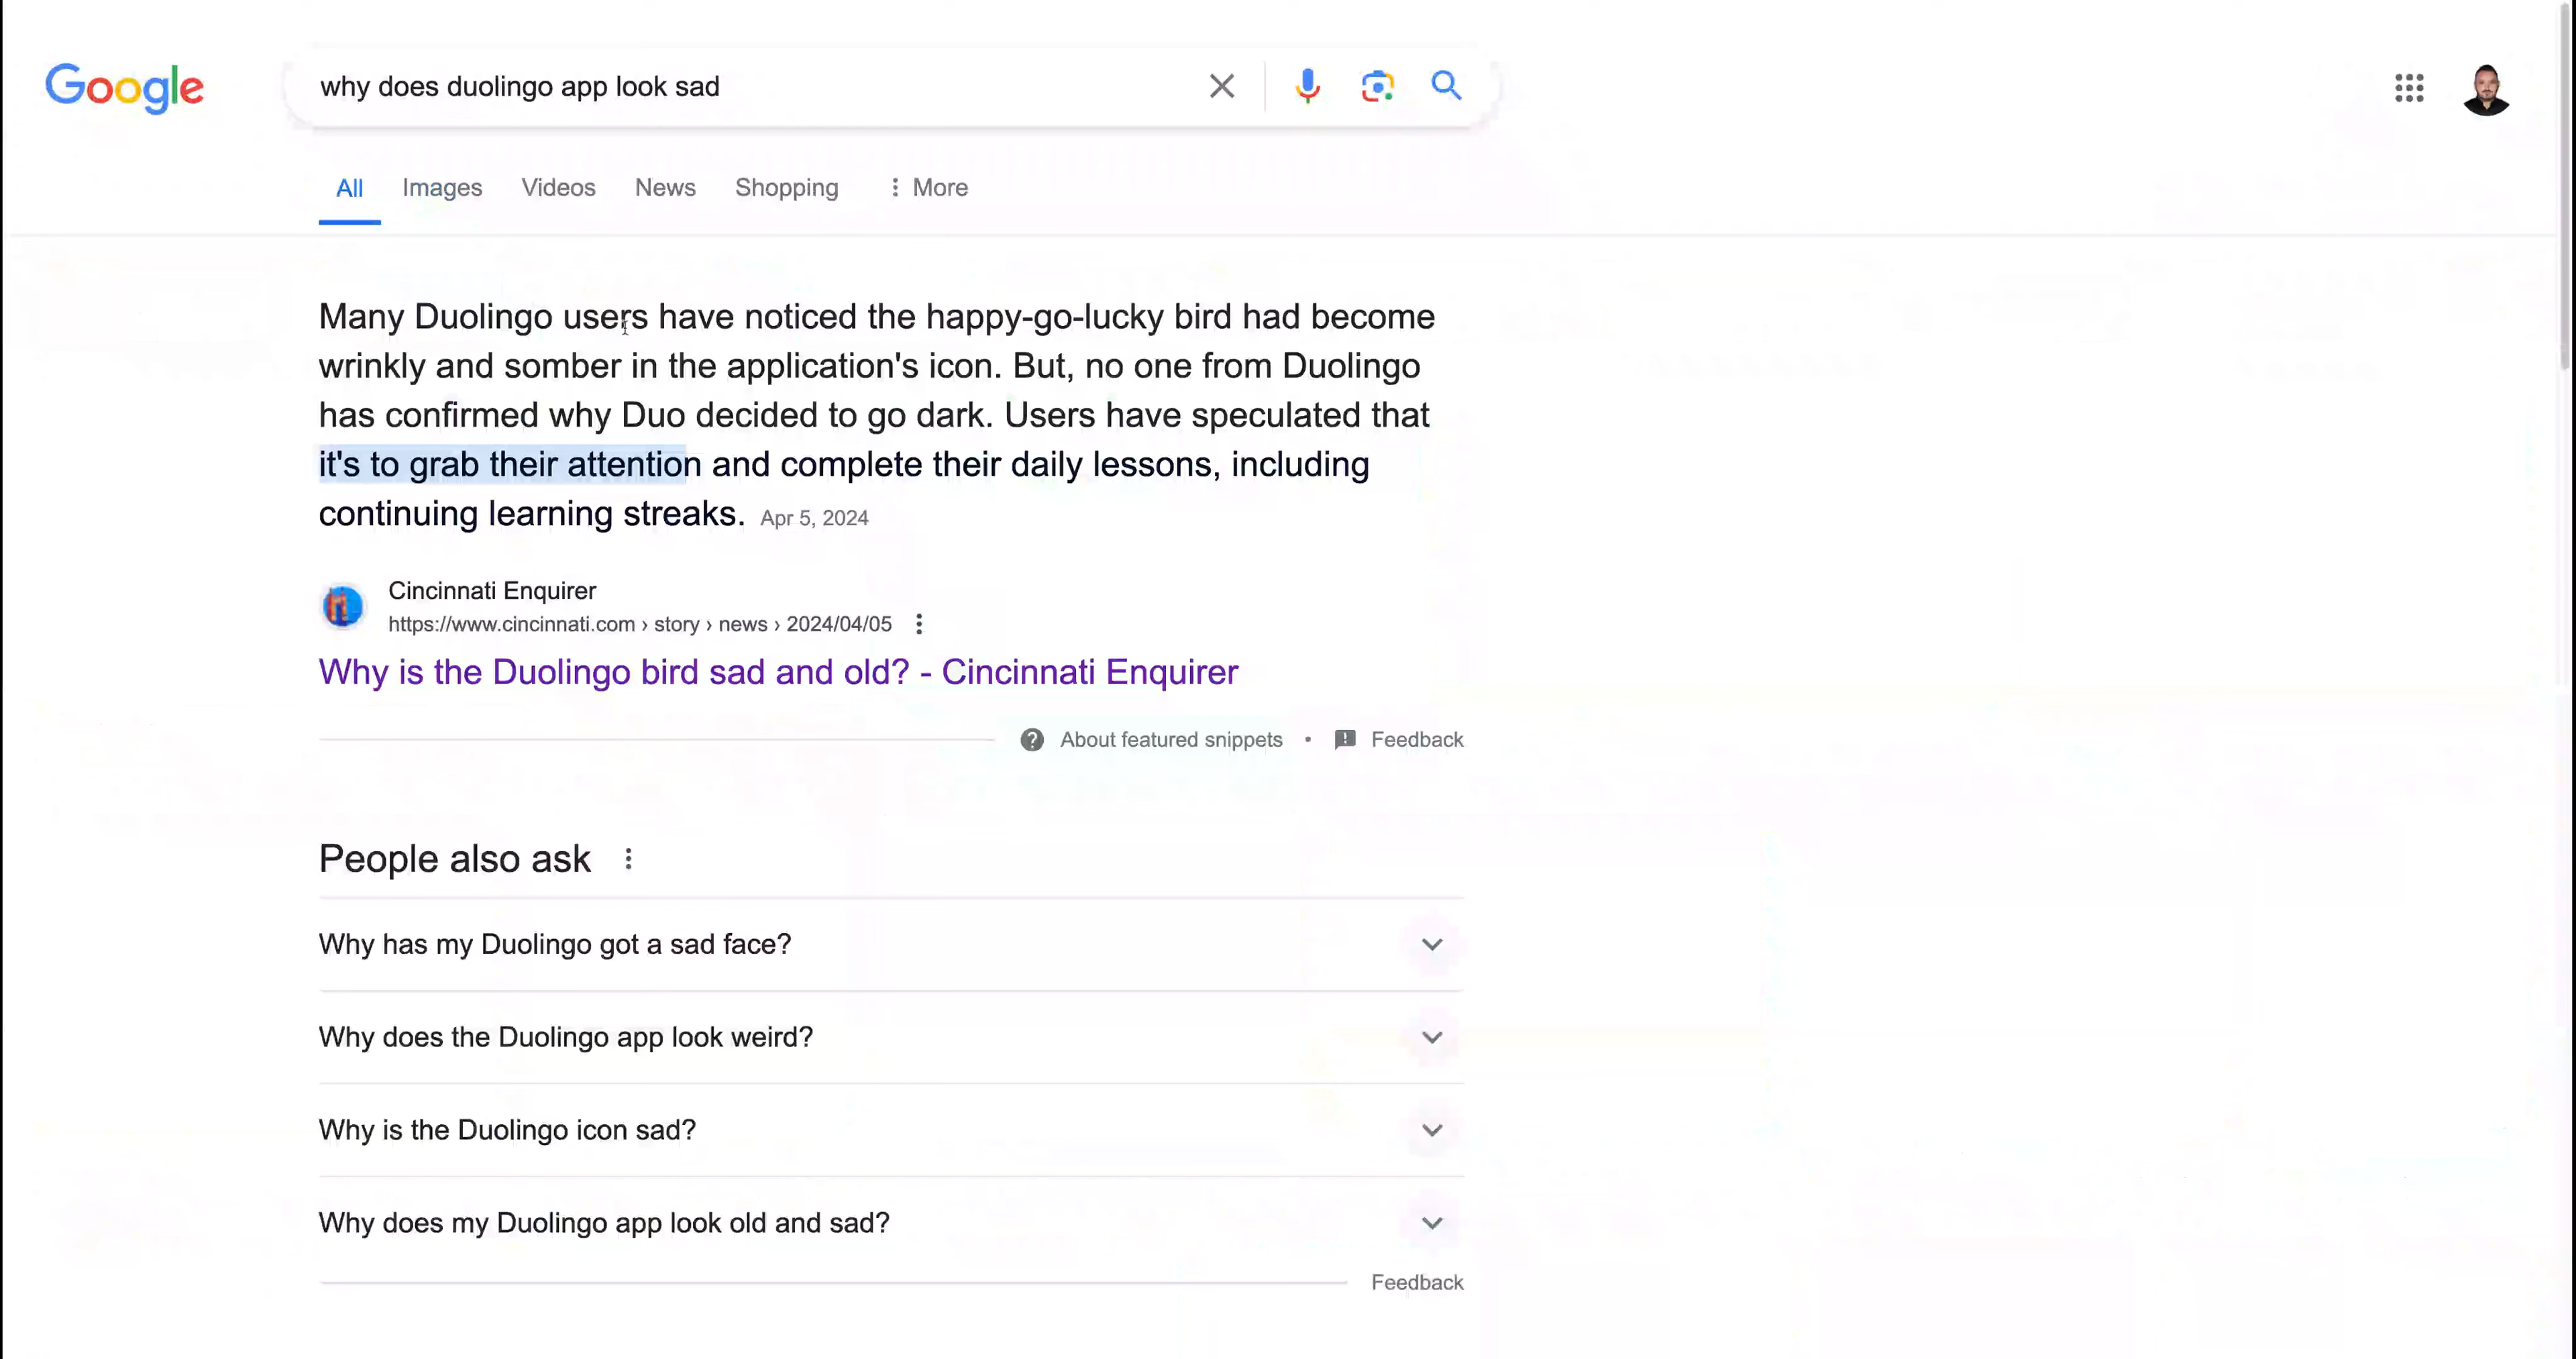 Google
why does duolingo app look sad
All Images Videos News Shopping More
Many Duolingo users have noticed the happy-go-lucky bird had become
wrinkly and somber in the application's icon. But, no one from Duolingo
has confirmed why Duo decided to go dark. Users have speculated that
it's to grab their attention and complete their daily lessons, including
continuing learning streaks. Apr 5, 2024
Cincinnati Enquirer
https://www.cincinnati.com › story › news › 2024/04/05
Why is the Duolingo bird sad and old? - Cincinnati Enquirer
About featured snippets • Feedback
People also ask
Why has my Duolingo got a sad face?
Why does the Duolingo app look weird?
Why is the Duolingo icon sad?
Why does my Duolingo app look old and sad?
Feedback